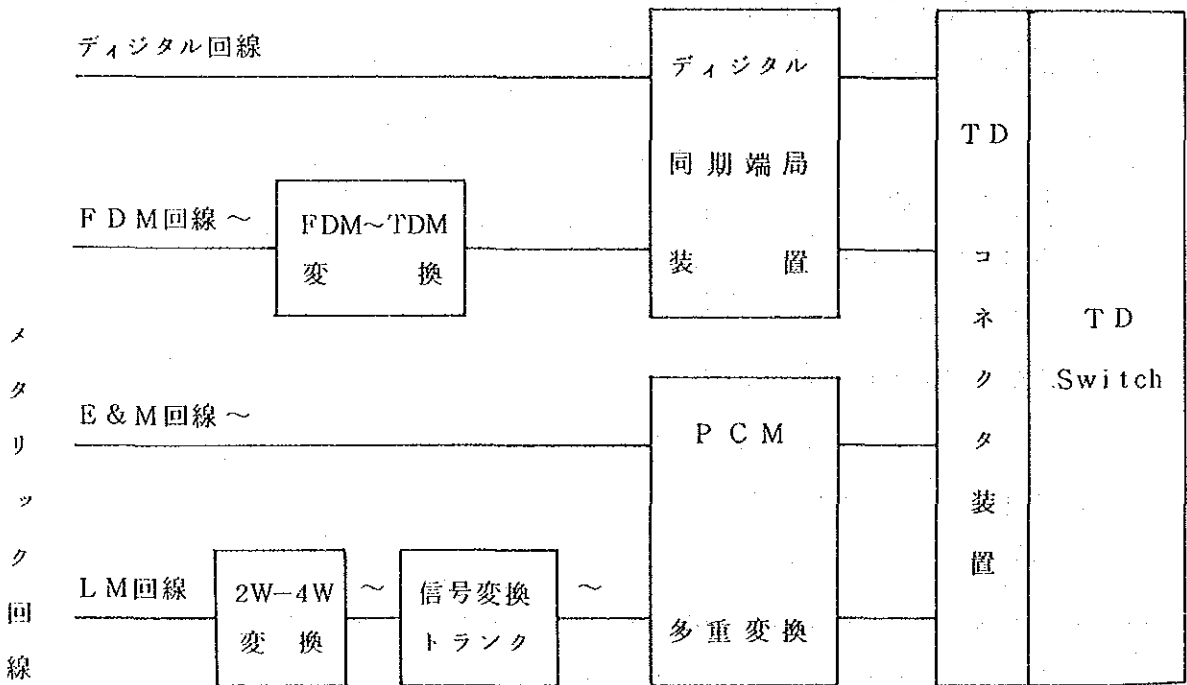 ディジタル回線
ディジタル
同期端局
装置
FDM回線〜
FDM〜TDM
変換
E&M回線〜
PCM
多重変換
メタリック回線
LM回線
2W-4W
変換
〜
信号変換
トランク
〜
TDコネクタ装置
TD
Switch